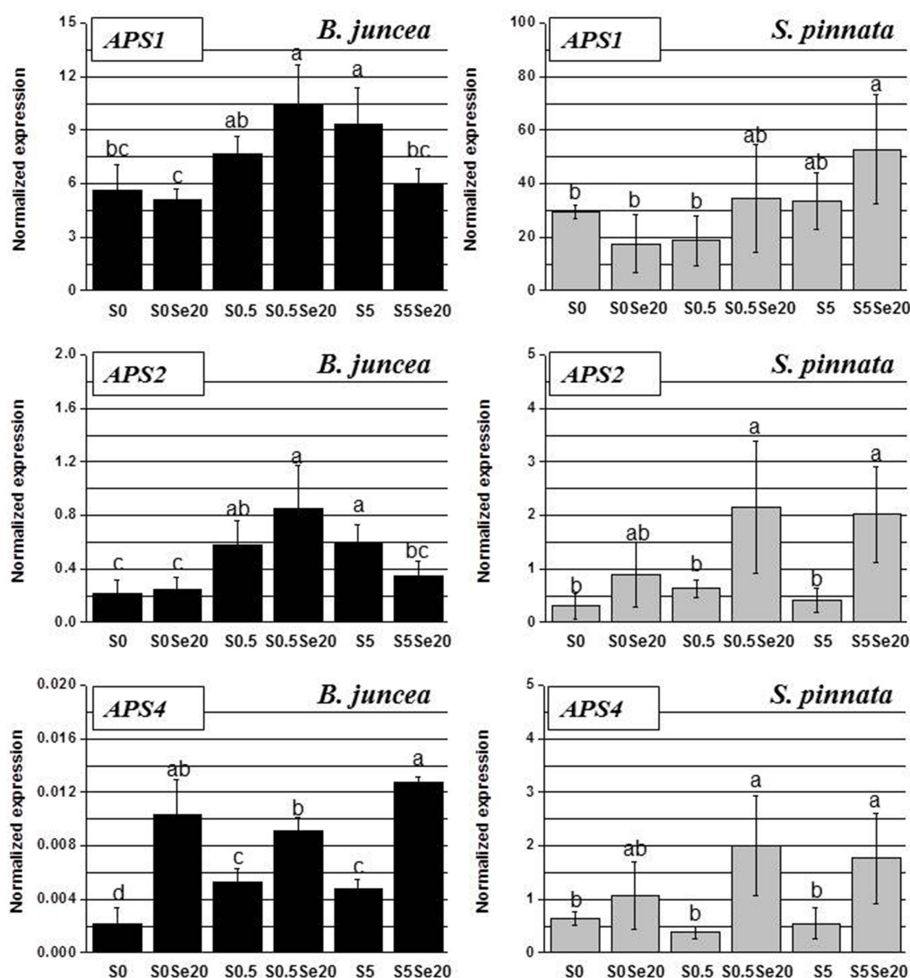 APS1 B. juncea
Normalized expression
15
12
9
6
3
0
bc c ab a a bc
S0 S0Se20 S0.5 S0.5Se20 S5 S5Se20
APS1 S. pinnata
Normalized expression
100
80
60
40
20
0
b b b ab ab a
S0 S0Se20 S0.5 S0.5Se20 S5 S5Se20
APS2 B. juncea
Normalized expression
2.0
1.6
1.2
0.8
0.4
0.0
c c ab a a bc
S0 S0Se20 S0.5 S0.5Se20 S5 S5Se20
APS2 S. pinnata
Normalized expression
5
4
3
2
1
0
b ab b a b a
S0 S0Se20 S0.5 S0.5Se20 S5 S5Se20
APS4 B. juncea
Normalized expression
0.020
0.016
0.012
0.008
0.004
0.000
d ab c b c a
S0 S0Se20 S0.5 S0.5Se20 S5 S5Se20
APS4 S. pinnata
Normalized expression
5
4
3
2
1
0
b ab b a b a
S0 S0Se20 S0.5 S0.5Se20 S5 S5Se20